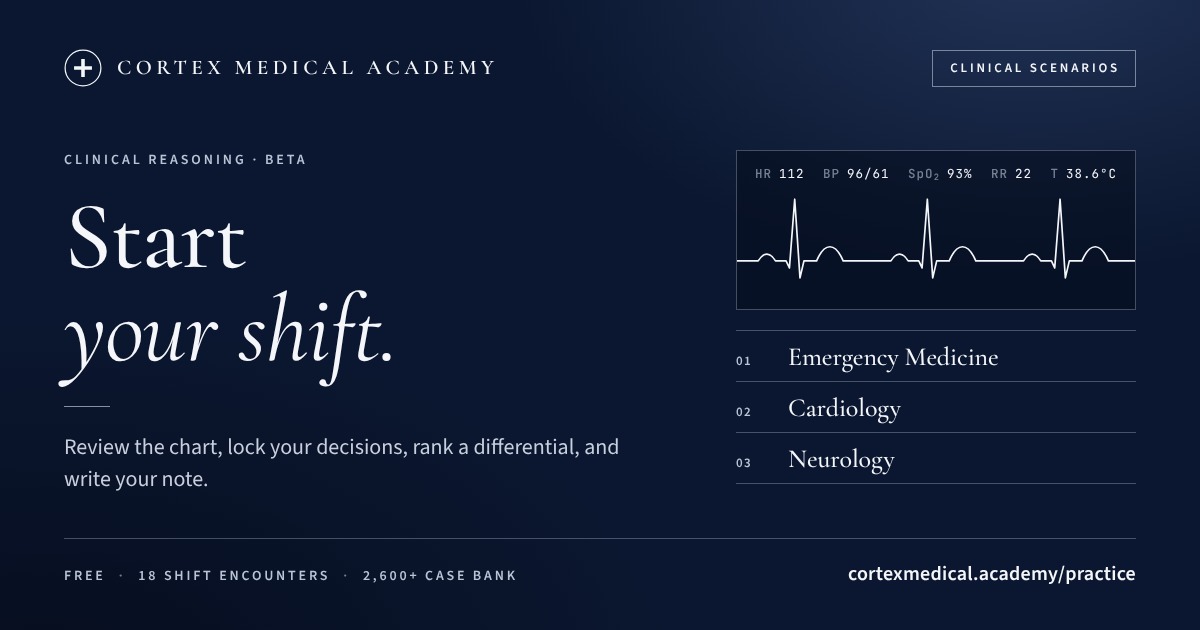 CORTEX MEDICAL ACADEMY
CLINICAL SCENARIOS
CLINICAL REASONING · BETA
Start
your shift.
Review the chart, lock your decisions, rank a differential, and
write your note.
HR 112 BP 96/61 SpO₂ 93% RR 22 T 38.6°C
01 Emergency Medicine
02 Cardiology
03 Neurology
FREE · 18 SHIFT ENCOUNTERS · 2,600+ CASE BANK
cortexmedical.academy/practice